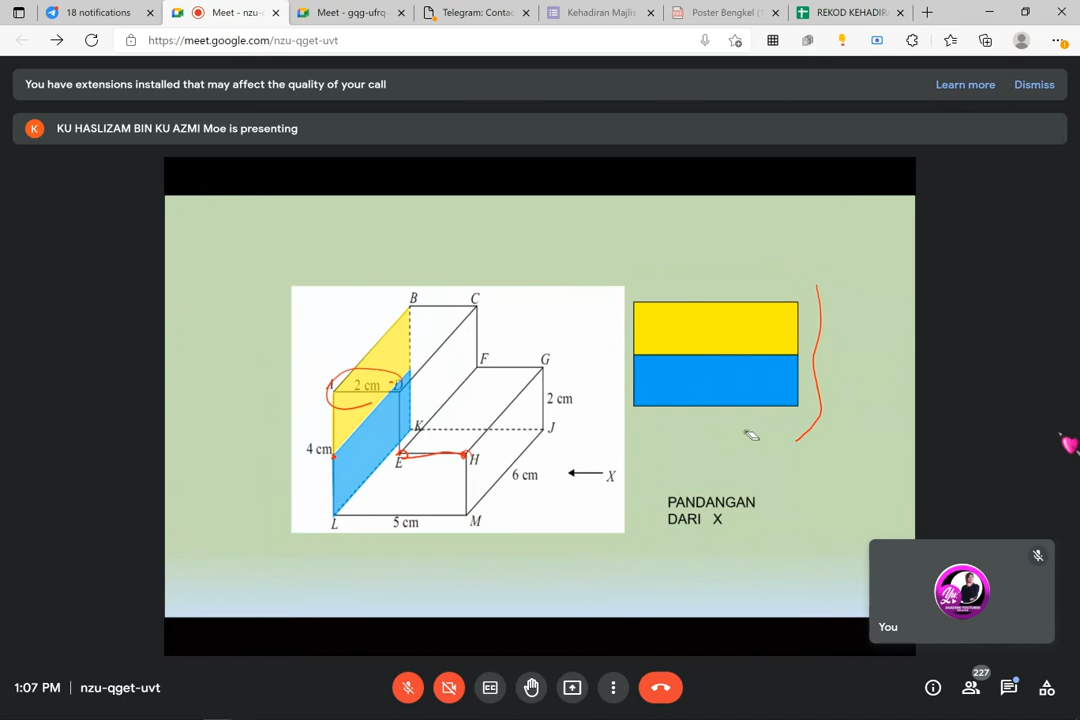 18 notifications
Meet - nzu-
Meet - gqg-ufrq-
Telegram: Contac
Kehadiran Majlis
Poster Bengkel (1
REKOD KEHADIRA
https://meet.google.com/nzu-qget-uvt
You have extensions installed that may affect the quality of your call
Learn more
Dismiss
K
KU HASLIZAM BIN KU AZMI Moe is presenting
B
C
F
G
A
2 cm
D
2 cm
K
J
4 cm
E
H
6 cm
X
L
5 cm
M
PANDANGAN
DARI X
You
1:07 PM
nzu-qget-uvt
227